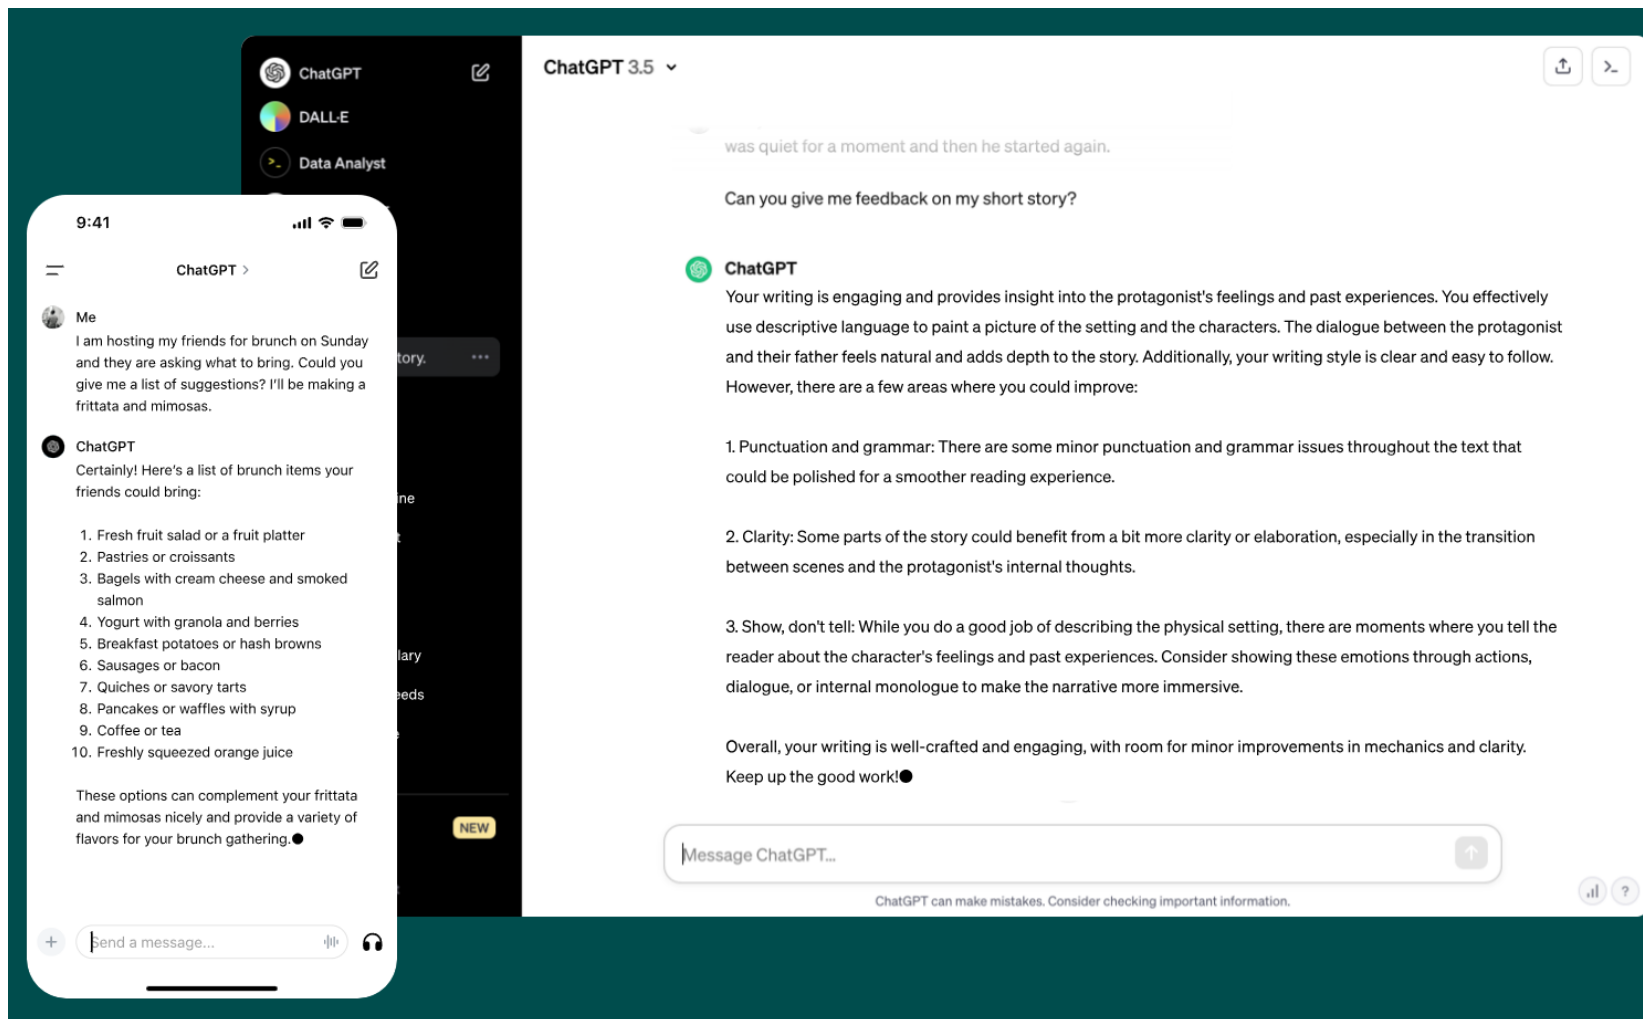 ChatGPT
DALL·E
Data Analyst
tory.
ine
t
lary
eeds
e
NEW
ChatGPT 3.5
was quiet for a moment and then he started again.
Can you give me feedback on my short story?
ChatGPT
Your writing is engaging and provides insight into the protagonist's feelings and past experiences. You effectively
use descriptive language to paint a picture of the setting and the characters. The dialogue between the protagonist
and their father feels natural and adds depth to the story. Additionally, your writing style is clear and easy to follow.
However, there are a few areas where you could improve:
1. Punctuation and grammar: There are some minor punctuation and grammar issues throughout the text that
could be polished for a smoother reading experience.
2. Clarity: Some parts of the story could benefit from a bit more clarity or elaboration, especially in the transition
between scenes and the protagonist's internal thoughts.
3. Show, don't tell: While you do a good job of describing the physical setting, there are moments where you tell the
reader about the character's feelings and past experiences. Consider showing these emotions through actions,
dialogue, or internal monologue to make the narrative more immersive.
Overall, your writing is well-crafted and engaging, with room for minor improvements in mechanics and clarity.
Keep up the good work!
Message ChatGPT...
ChatGPT can make mistakes. Consider checking important information.
?
9:41
ChatGPT >
Me
I am hosting my friends for brunch on Sunday
and they are asking what to bring. Could you
give me a list of suggestions? I'll be making a
frittata and mimosas.
ChatGPT
Certainly! Here's a list of brunch items your
friends could bring:
1. Fresh fruit salad or a fruit platter
2. Pastries or croissants
3. Bagels with cream cheese and smoked
salmon
4. Yogurt with granola and berries
5. Breakfast potatoes or hash browns
6. Sausages or bacon
7. Quiches or savory tarts
8. Pancakes or waffles with syrup
9. Coffee or tea
10. Freshly squeezed orange juice
These options can complement your frittata
and mimosas nicely and provide a variety of
flavors for your brunch gathering.
Send a message...